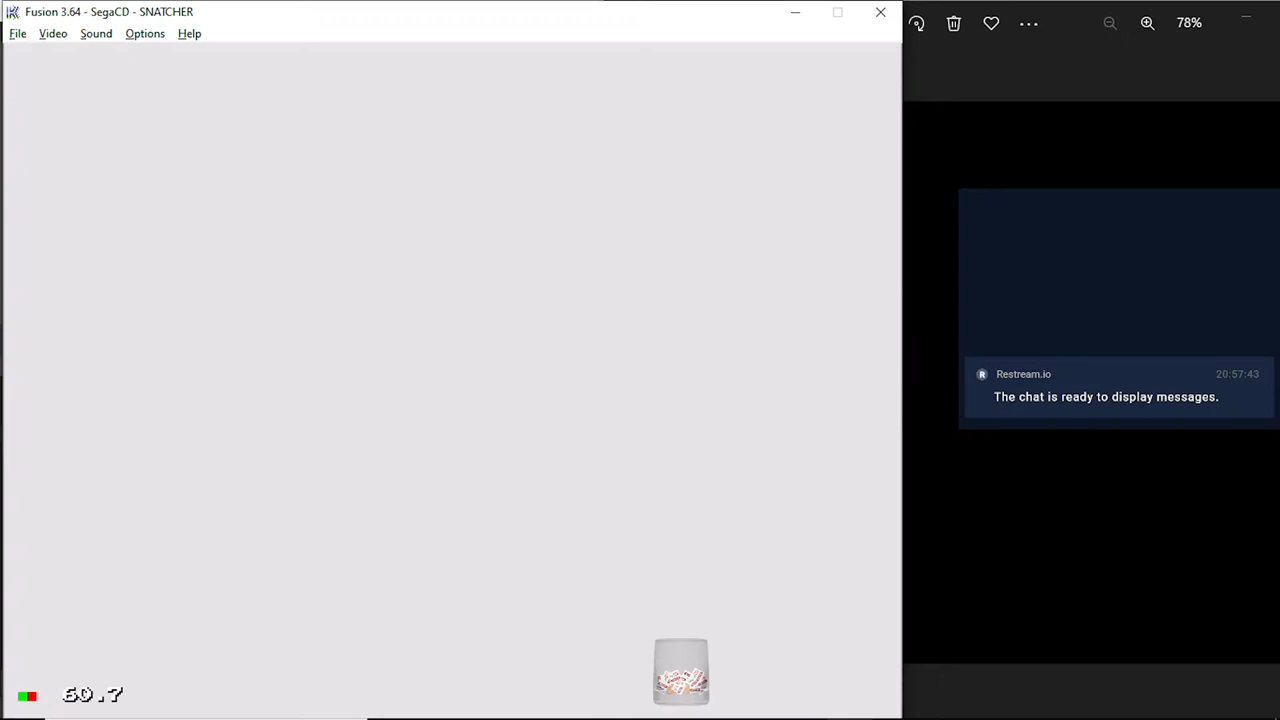 Fusion 3.64 - SegaCD - SNATCHER
File Video Sound Options Help
78%
R Restream.io 20:57:43
The chat is ready to display messages.
60.7